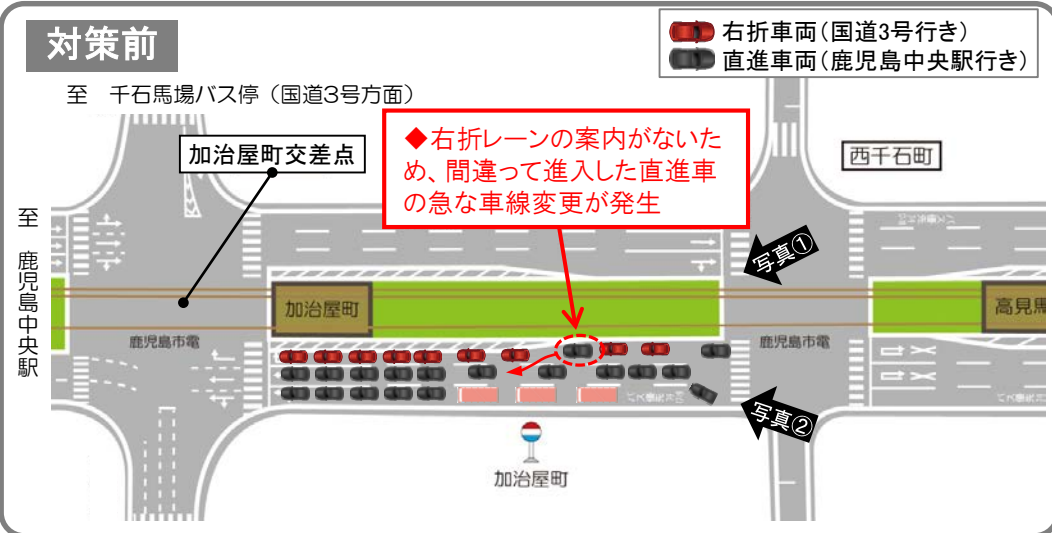 対策前
右折車両(国道3号行き)
直進車両(鹿児島中央駅行き)
至 千石馬場バス停（国道3号方面）
加治屋町交差点
◆右折レーンの案内がないた
め、間違って進入した直進車
の急な車線変更が発生
西千石町
至 鹿児島中央駅
写真①
加治屋町
高見馬
鹿児島市電
鹿児島市電
写真②
加治屋町